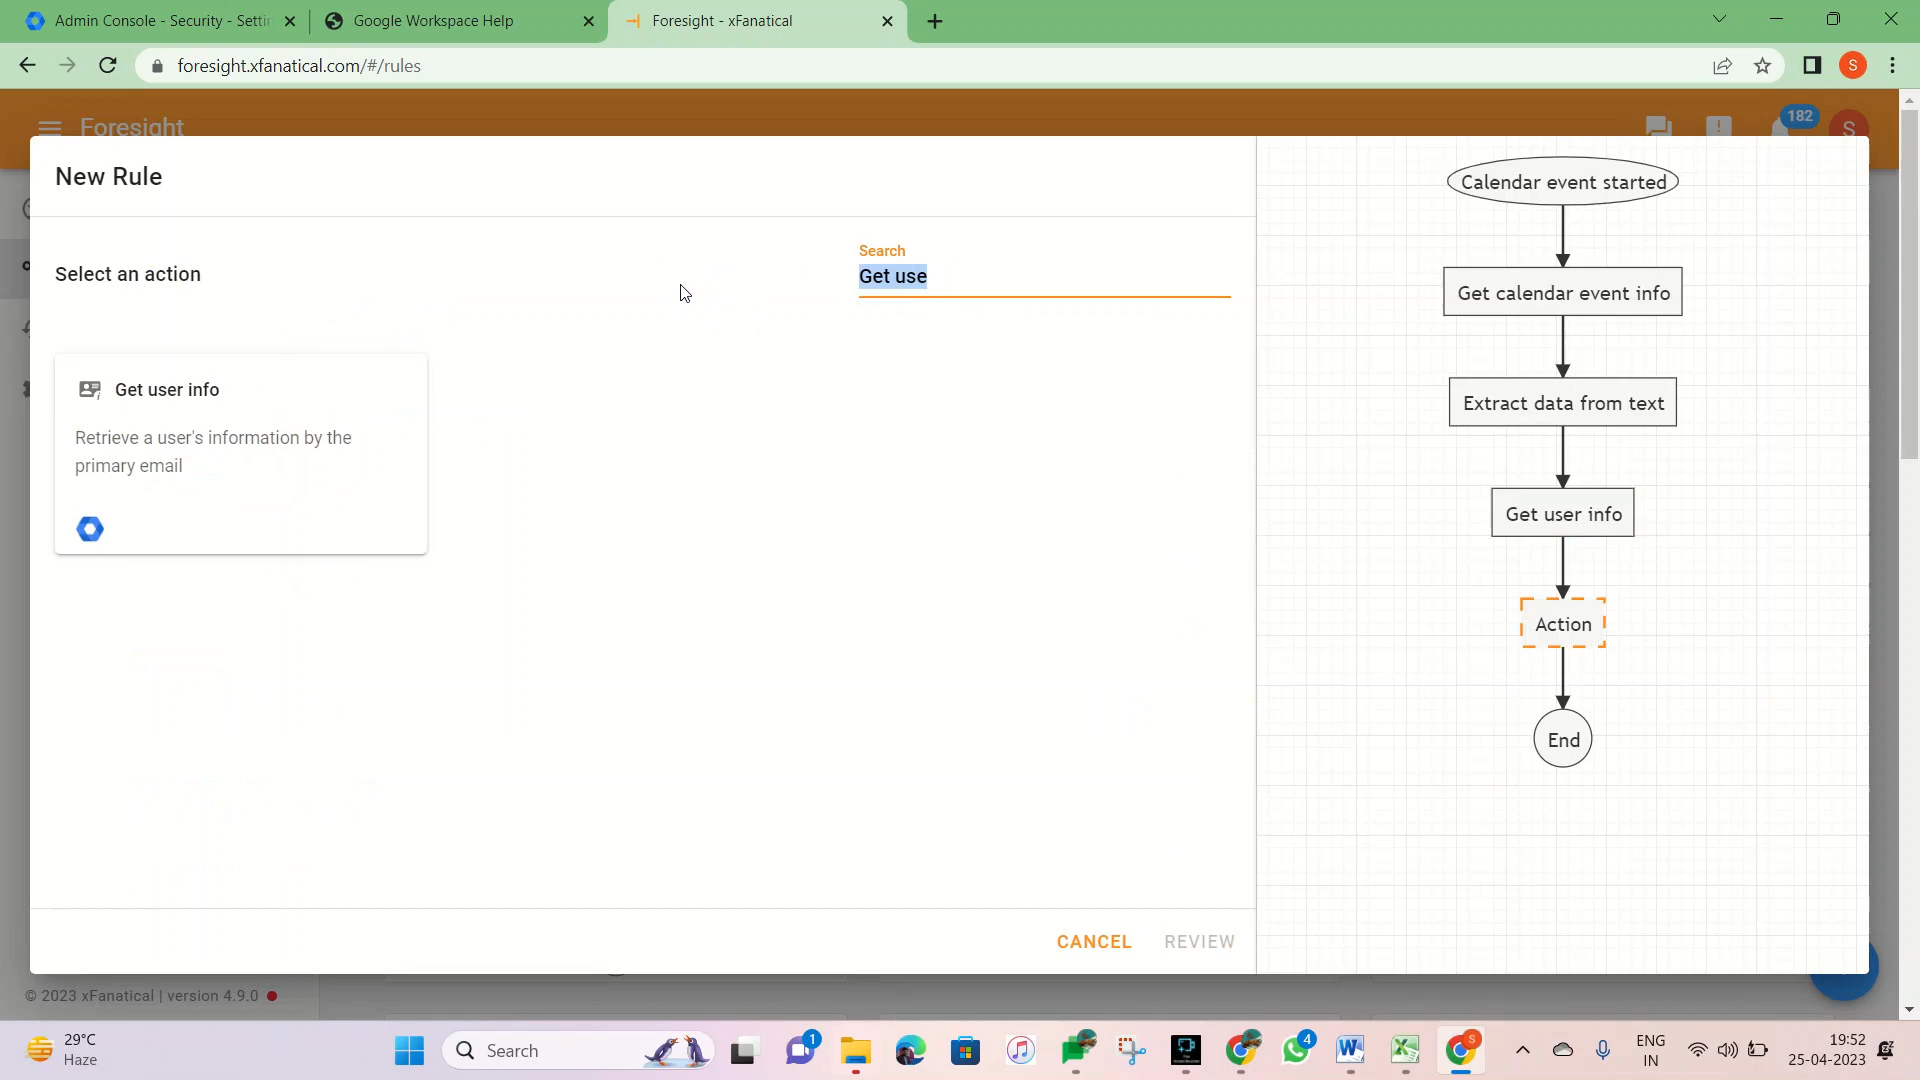 Admin Console - Security - Settin
Google Workspace Help
Foresight - xFanatical
foresight.xfanatical.com/#/rules
S
Foresight
182
S
New Rule
Select an action
Search
Get use
Get user info
Retrieve a user's information by the
primary email
CANCEL
REVIEW
Calendar event started
Get calendar event info
Extract data from text
Get user info
Action
End
© 2023 xFanatical | version 4.9.0
29°C
Haze
Search
1
4
S
ENG
IN
19:52
25-04-2023